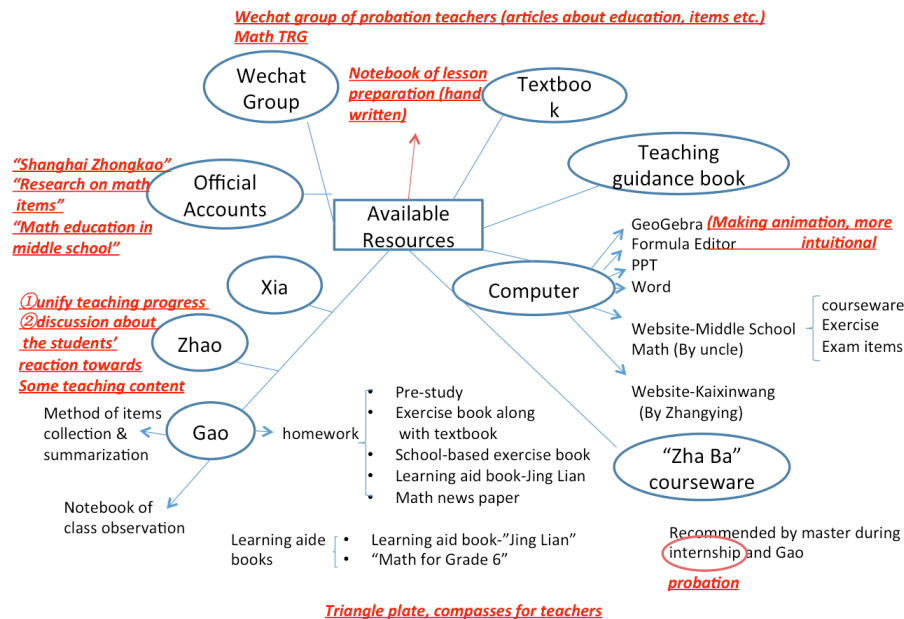 Wechat group of probation teachers (articles about education, items etc.)
Math TRG
Wechat
Group
Notebook of lesson
preparation (hand
written)
Textboo
k
Teaching
guidance book
"Shanghai Zhongkao"
"Research on math
items"
"Math education in
middle school"
Official
Accounts
Available
Resources
GeoGebra (Making animation, more
Formula Editor intuitional
PPT
Word
Computer
Website-Middle School
Math (By uncle)
courseware
Exercise
Exam items
Website-Kaixinwang
(By Zhangying)
Xia
①unify teaching progress
②discussion about
the students'
reaction towards
Some teaching content
Zhao
Gao
Method of items
collection &
summarization
Notebook of
class observation
homework
• Pre-study
• Exercise book along
with textbook
• School-based exercise book
• Learning aid book-Jing Lian
• Math news paper
"Zha Ba"
courseware
Learning aide
books
• Learning aid book-"Jing Lian"
• "Math for Grade 6"
Recommended by master during
internship and Gao
probation
Triangle plate, compasses for teachers